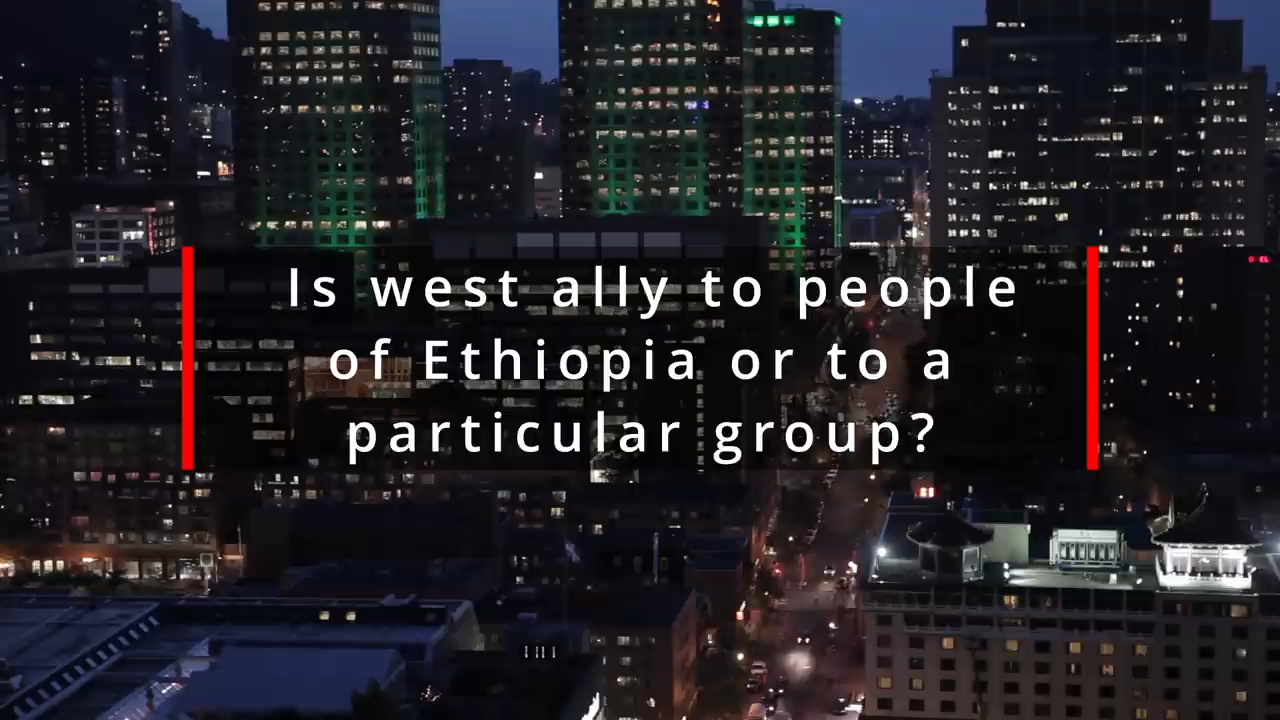 Is west ally to people
of Ethiopia or to a
particular group?